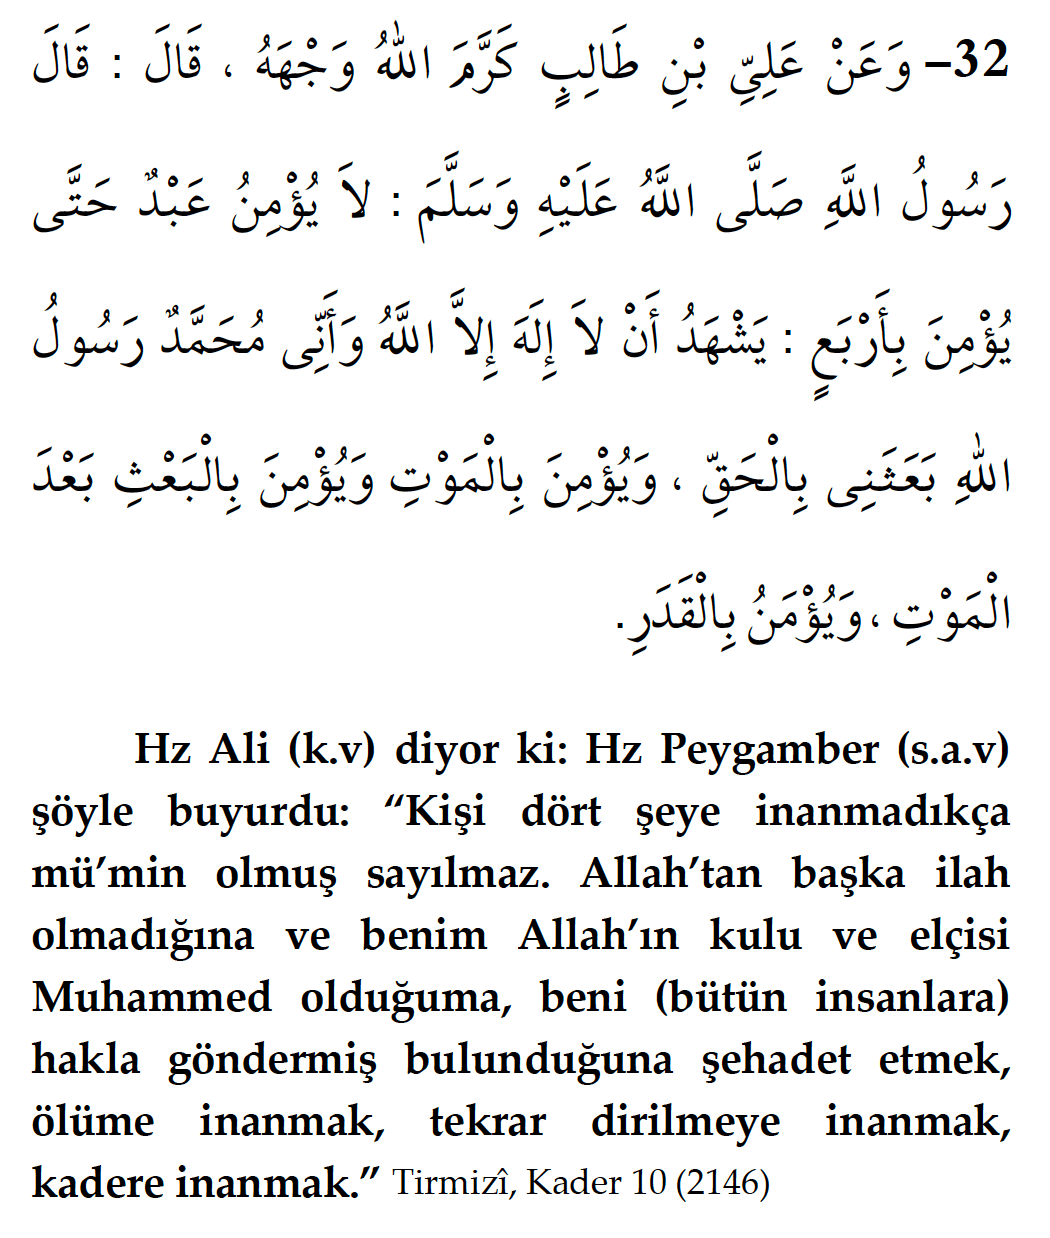 32– وَعَنْ عَلِيِّ بْنِ طَالِبٍ كَرَّمَ اللهُ وَجْهَهُ ، قَالَ : قَالَ
رَسُولُ اللَّهِ صَلَّى اللَّهُ عَلَيْهِ وَسَلَّمَ : لاَ يُؤْمِنُ عَبْدٌ حَتَّى
يُؤْمِنَ بِأَرْبَعٍ : يَشْهَدُ أَنْ لاَ إِلَهَ إِلاَّ اللَّهُ وَأَنِّى مُحَمَّدٌ رَسُولُ
اللهِ بَعَثَنِى بِالْحَقِّ ، وَيُؤْمِنَ بِالْمَوْتِ وَيُؤْمِنَ بِالْبَعْثِ بَعْدَ
الْمَوْتِ ، وَيُؤْمَنُ بِالْقَدَرِ.
Hz Ali (k.v) diyor ki: Hz Peygamber (s.a.v)
şöyle buyurdu: “Kişi dört şeye inanmadıkça
mü’min olmuş sayılmaz. Allah’tan başka ilah
olmadığına ve benim Allah’ın kulu ve elçisi
Muhammed olduğuma, beni (bütün insanlara)
hakla göndermiş bulunduğuna şehadet etmek,
ölüme inanmak, tekrar dirilmeye inanmak,
kadere inanmak.” Tirmizî, Kader 10 (2146)